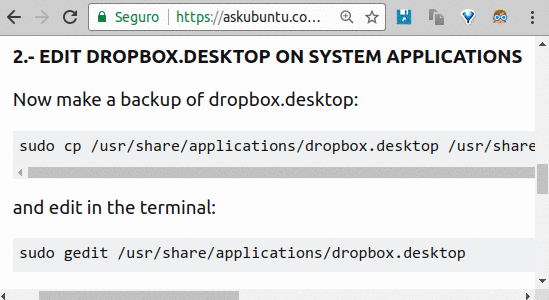 Seguro https://askubuntu.co…
2.- EDIT DROPBOX.DESKTOP ON SYSTEM APPLICATIONS
Now make a backup of dropbox.desktop:
sudo cp /usr/share/applications/dropbox.desktop /usr/share
and edit in the terminal:
sudo gedit /usr/share/applications/dropbox.desktop